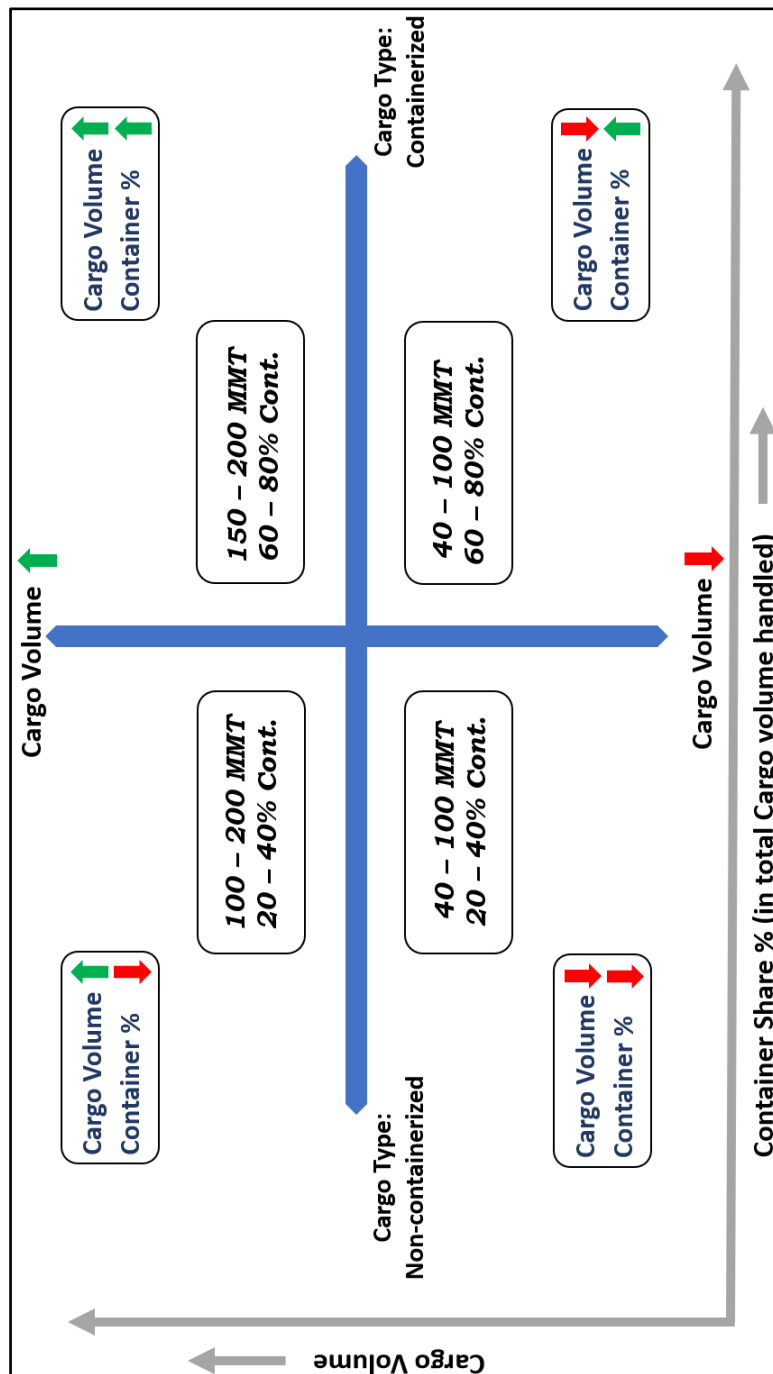 Cargo Volume
Cargo Volume
Container %
Cargo Volume
Container %
100 – 200 MMT
20 – 40% Cont.
150 – 200 MMT
60 – 80% Cont.
Cargo Type:
Non-containerized
Cargo Type:
Containerized
40 – 100 MMT
20 – 40% Cont.
40 – 100 MMT
60 – 80% Cont.
Cargo Volume
Container %
Cargo Volume
Container %
Cargo Volume
Cargo Volume
Container Share % (in total Cargo volume handled)